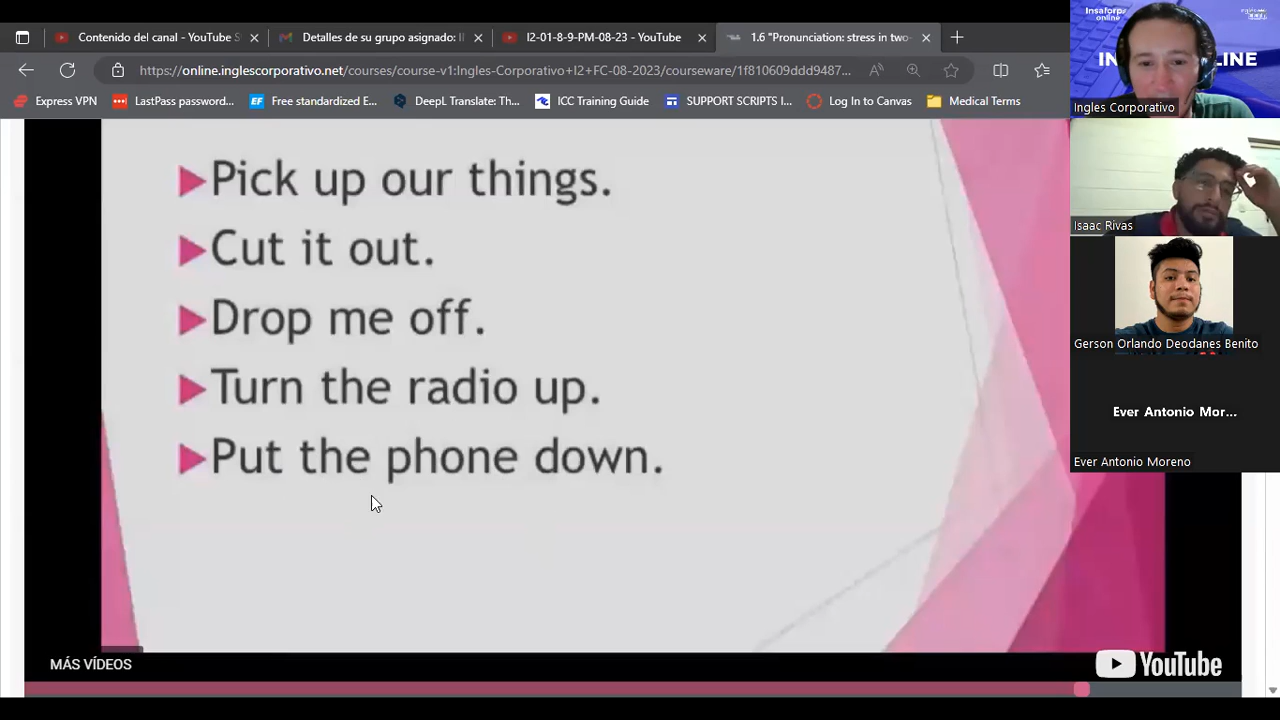 Contenido del canal - YouTube S
Detalles de su grupo asignado: I
I2-01-8-9-PM-08-23 - YouTube
1.6 "Pronunciation: stress in two-
https://online.inglescorporativo.net/courses/course-v1:Ingles-Corporativo+I2+FC-08-2023/courseware/1f810609ddd9487...
Express VPN
LastPass password...
Free standardized E...
DeepL Translate: Th...
ICC Training Guide
SUPPORT SCRIPTS I...
Log In to Canvas
Medical Terms
Pick up our things.
Cut it out.
Drop me off.
Turn the radio up.
Put the phone down.
MÁS VÍDEOS
YouTube
Insaforp
online
IN
LINE
Ingles Corporativo
Isaac Rivas
Gerson Orlando Deodanes Benito
Ever Antonio Mor...
Ever Antonio Moreno